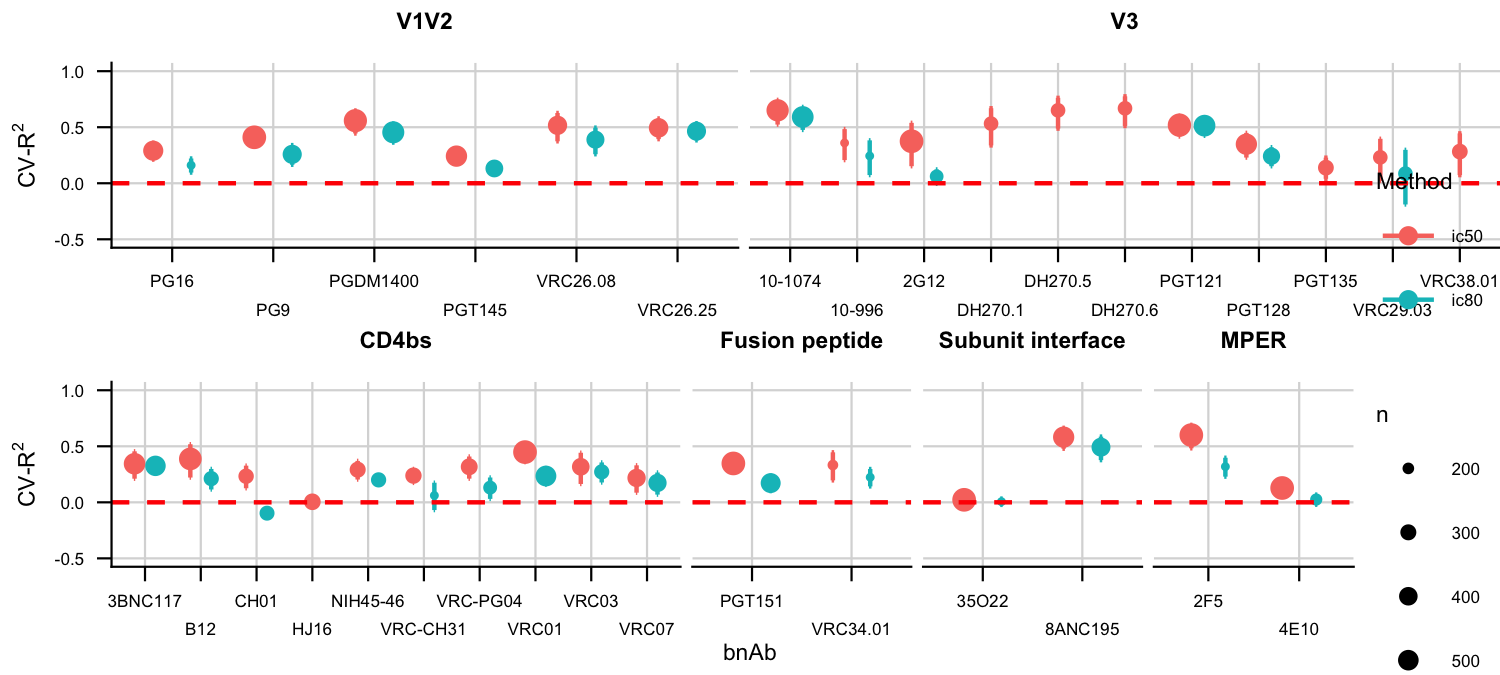 V1V2 V3
CV-R2
1.0
0.5
0.0
-0.5
Method
ic50
ic80
PG16 PGDM1400 VRC26.08 10-1074 2G12 DH270.5 PGT121 PGT135 VRC38.01
PG9 PGT145 VRC26.25 10-996 DH270.1 DH270.6 PGT128 VRC29.03
CD4bs Fusion peptide Subunit interface MPER
CV-R2
1.0
0.5
0.0
-0.5
n
200
300
400
500
3BNC117 CH01 NIH45-46 VRC-PG04 VRC03 PGT151 35O22 2F5
B12 HJ16 VRC-CH31 VRC01 VRC07 VRC34.01 8ANC195 4E10
bnAb